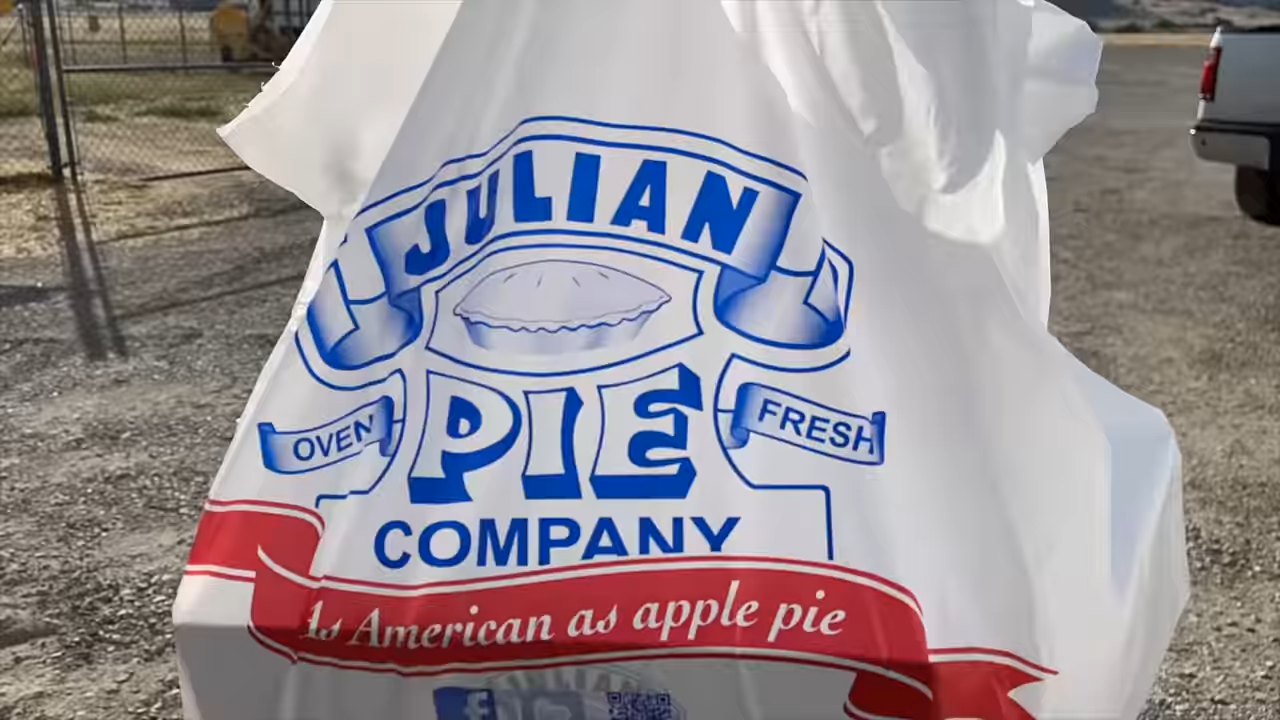 JULIAN
PIE
OVEN
FRESH
COMPANY
As American as apple pie
f